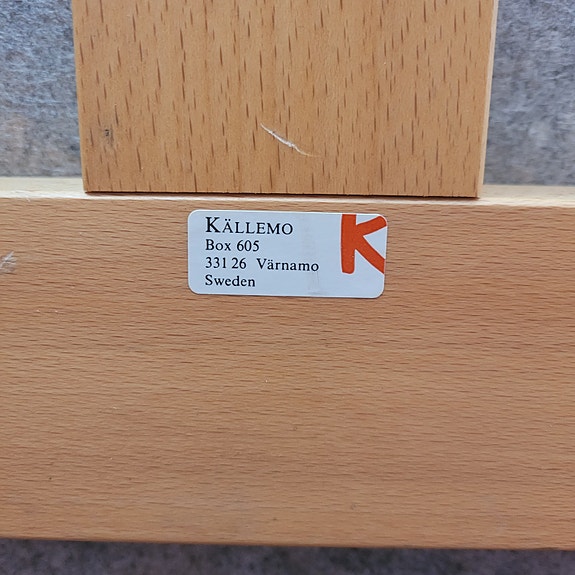 KÄLLEMO
Box 605
331 26 Värnamo
Sweden
K